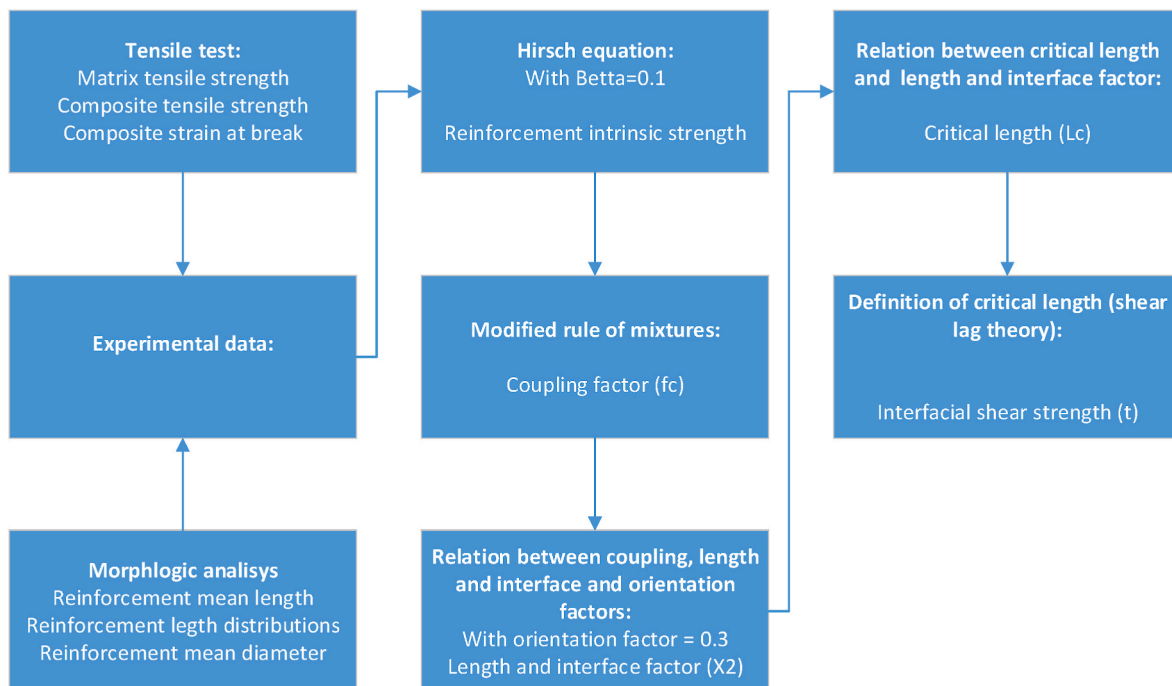 Tensile test:
Matrix tensile strength
Composite tensile strength
Composite strain at break
Experimental data:
Morphlogic analisys
Reinforcement mean length
Reinforcement legth distributions
Reinforcement mean diameter
Hirsch equation:
With Betta=0.1
Reinforcement intrinsic strength
Modified rule of mixtures:
Coupling factor (fc)
Relation between coupling, length
and interface and orientation
factors:
With orientation factor = 0.3
Length and interface factor (X2)
Relation between critical length
and  length and interface factor:
Critical length (Lc)
Definition of critical length (shear
lag theory):
Interfacial shear strength (t)